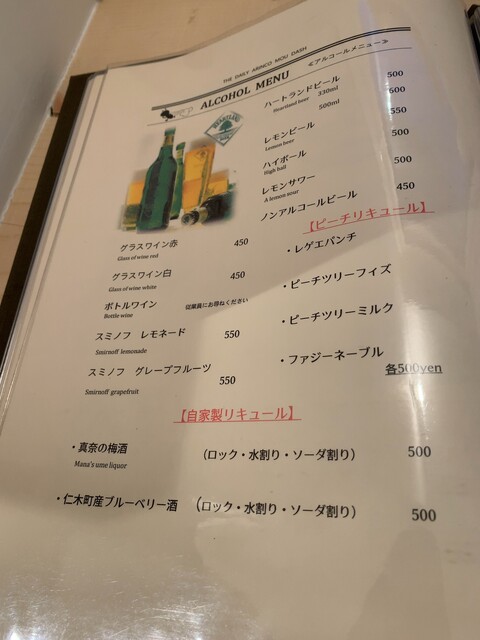 THE DAILY ARINCO MOU DASH
ALCOHOL MENU
≪アルコールメニュー≫
ハートランドビール
Heartland beer 330ml 500
500ml 600
レモンビール 550
Lemon beer
ハイボール 500
High ball
レモンサワー 500
A lemon sour
ノンアルコールビール 450
HEARTLAND
BEER
グラスワイン赤 450
Glass of wine red
グラスワイン白 450
Glass of wine white
ボトルワイン 従業員にお尋ねください
Bottle wine
スミノフ レモネード 550
Smirnoff lemonade
スミノフ グレープフルーツ 550
Smirnoff grapefruit
【ピーチリキュール】
・レゲエパンチ
・ピーチツリーフィズ
・ピーチツリーミルク
・ファジーネーブル
各500yen
【自家製リキュール】
・真奈の梅酒 (ロック・水割り・ソーダ割り) 500
Mana's ume liquor
・仁木町産ブルーベリー酒 (ロック・水割り・ソーダ割り) 500